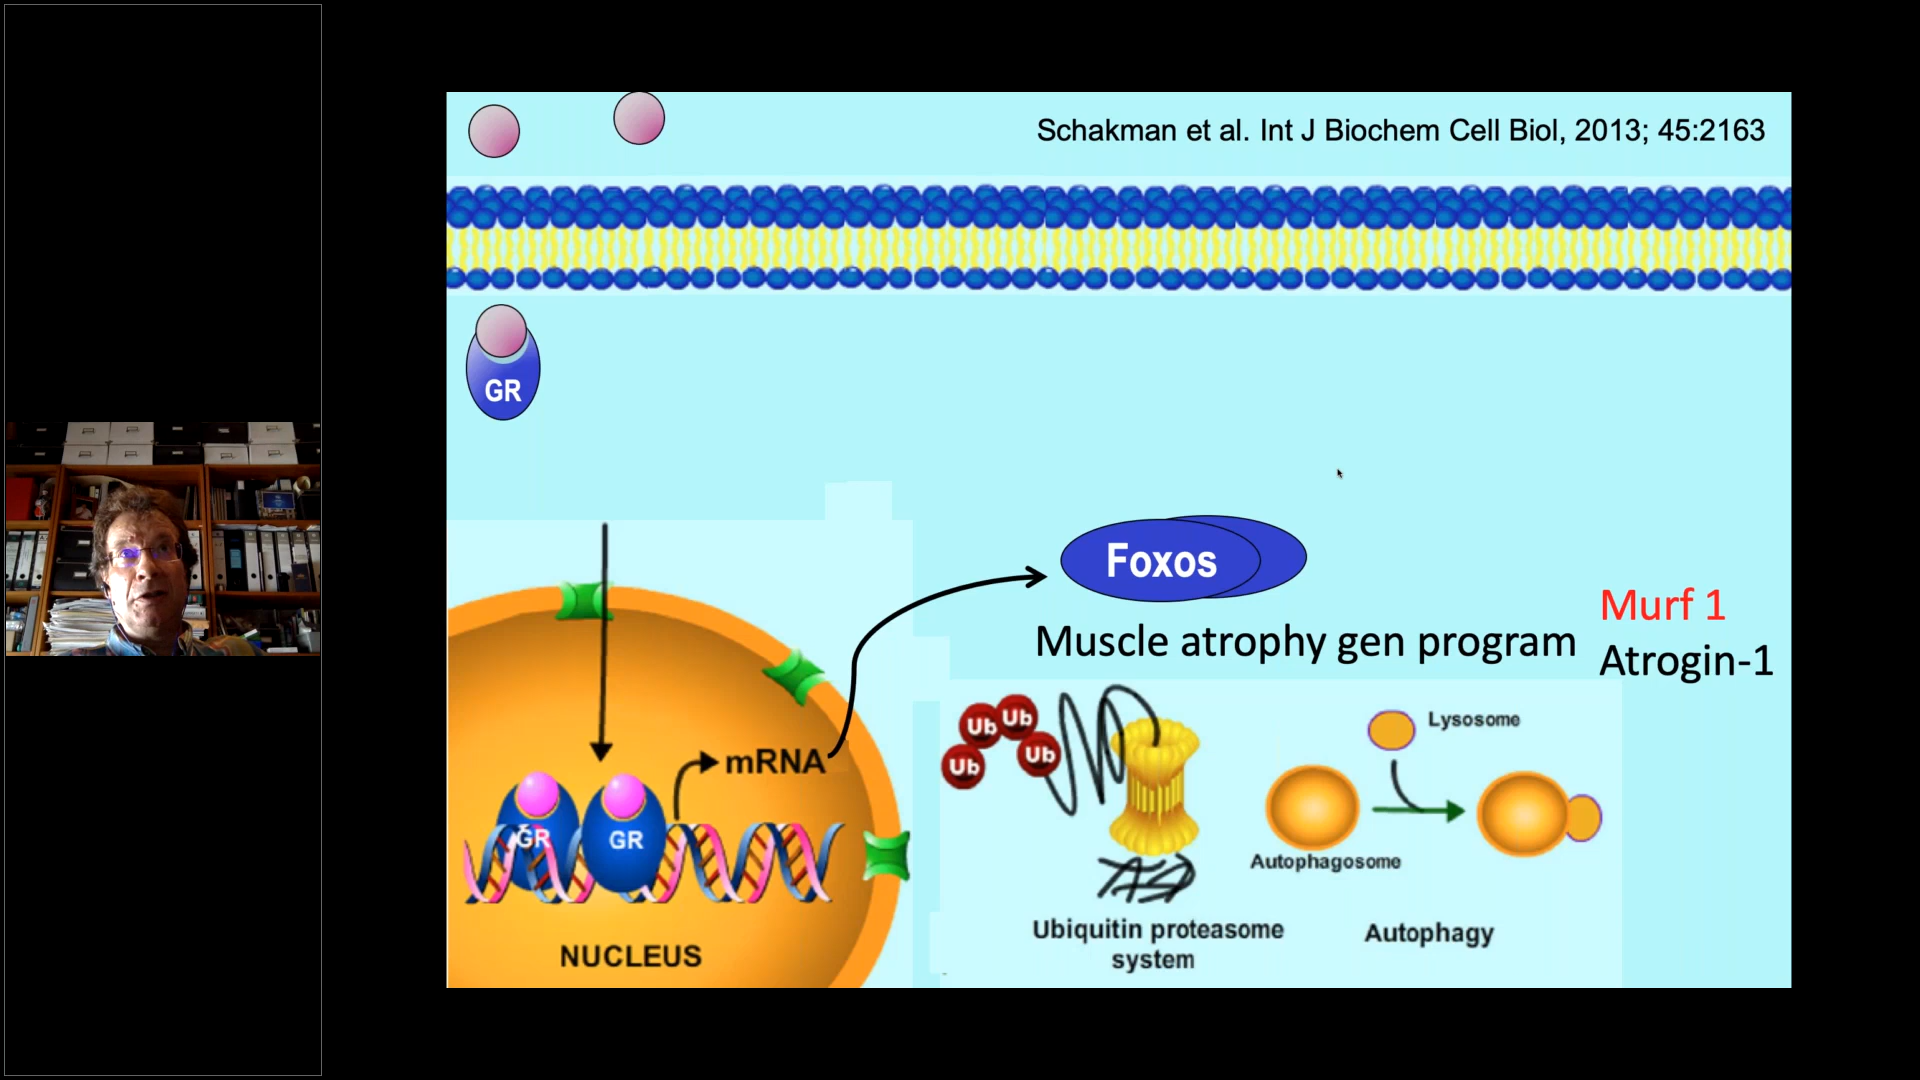 Schakman et al. Int J Biochem Cell Biol, 2013; 45:2163
GR
Foxos
Murf 1
Muscle atrophy gen program
Atrogin-1
mRNA
GR
GR
NUCLEUS
Ub
Ub
Ub
Ub
Lysosome
Autophagosome
Ubiquitin proteasome
system
Autophagy